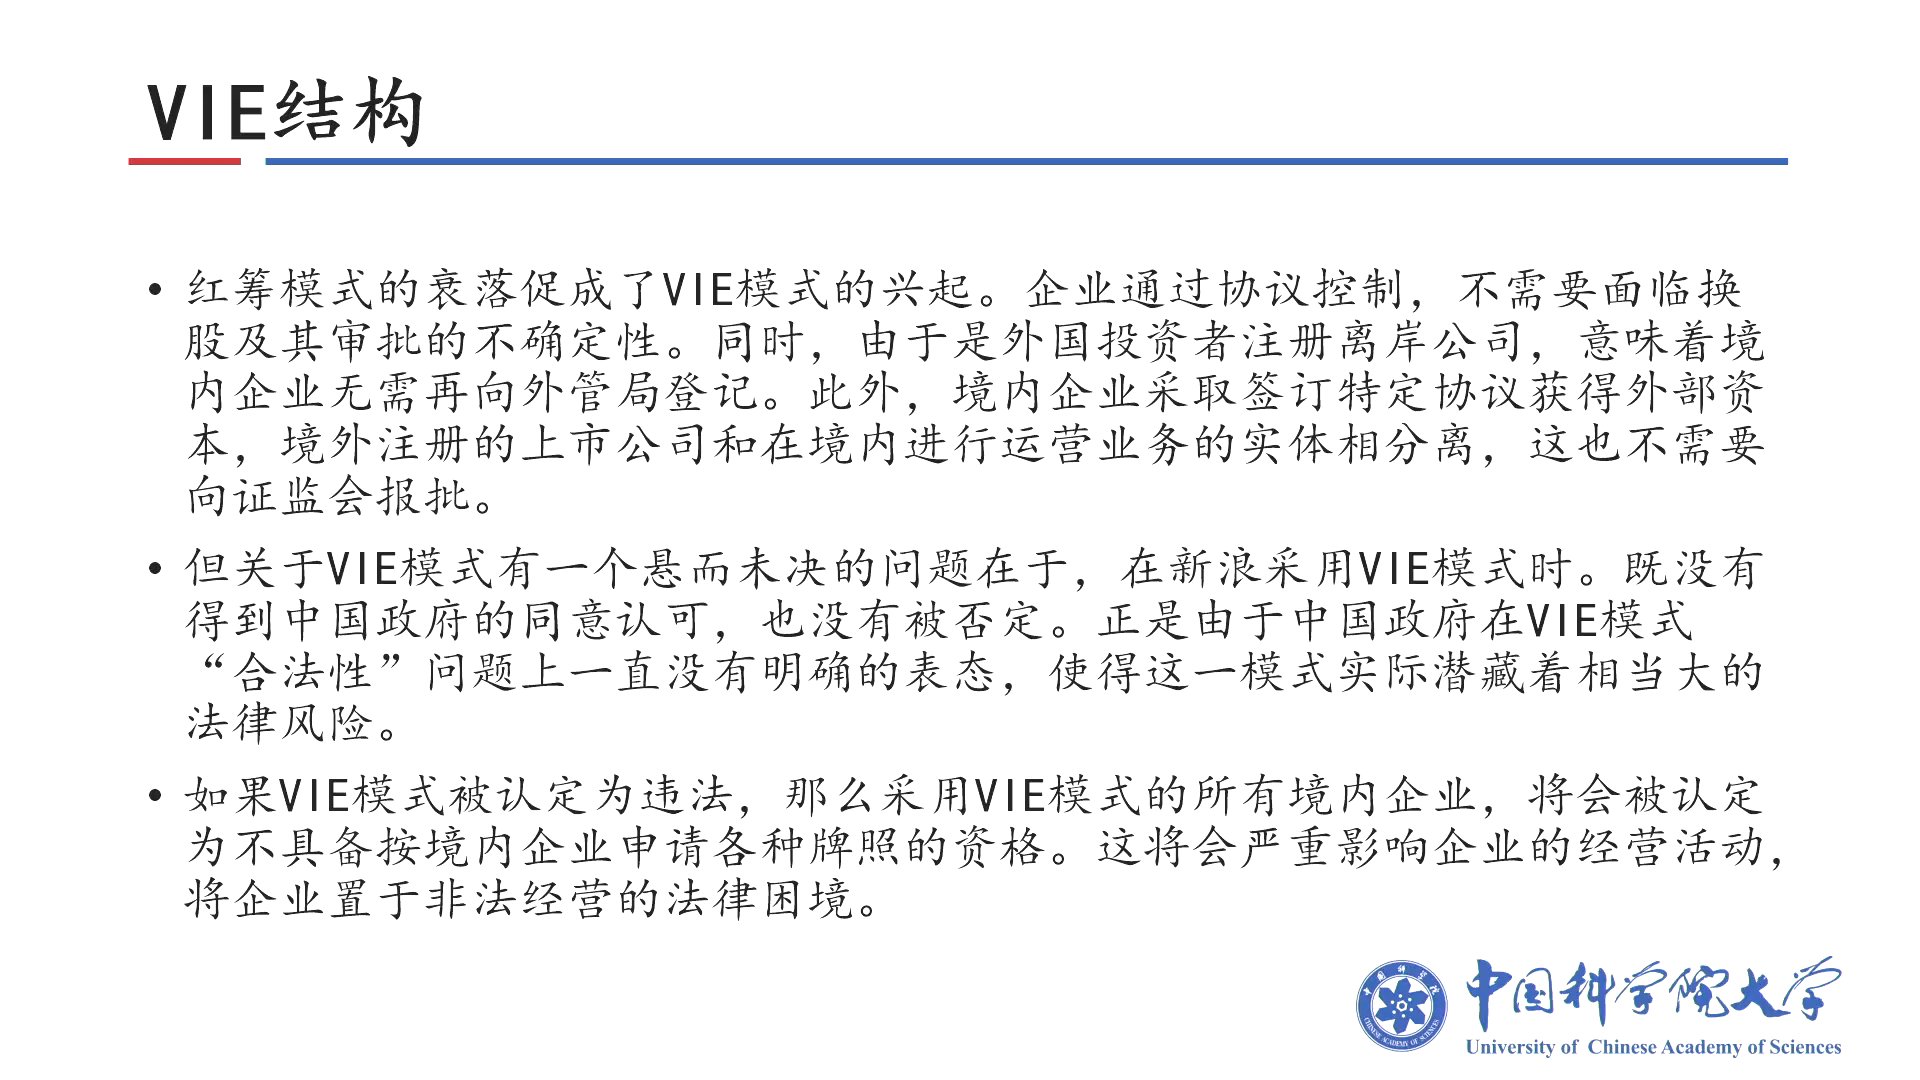 VIE结构
• 红筹模式的衰落促成了VIE模式的兴起。企业通过协议控制，不需要面临换
股及其审批的不确定性。同时，由于是外国投资者注册离岸公司，意味着境
内企业无需再向外管局登记。此外，境内企业采取签订特定协议获得外部资
本，境外注册的上市公司和在境内进行运营业务的实体相分离，这也不需要
向证监会报批。
• 但关于VIE模式有一个悬而未决的问题在于，在新浪采用VIE模式时。既没有
得到中国政府的同意认可，也没有被否定。正是由于中国政府在VIE模式
“合法性”问题上一直没有明确的表态，使得这一模式实际潜藏着相当大的
法律风险。
• 如果VIE模式被认定为违法，那么采用VIE模式的所有境内企业，将会被认定
为不具备按境内企业申请各种牌照的资格。这将会严重影响企业的经营活动，
将企业置于非法经营的法律困境。
中国科学院
CHINESE ACADEMY OF SCIENCES
中国科学院大学
University of Chinese Academy of Sciences